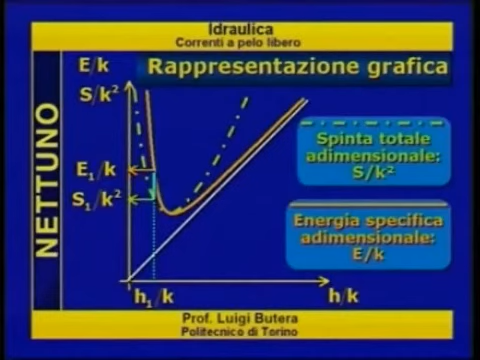 Idraulica
Correnti a pelo libero
NETTUNO
Rappresentazione grafica
E/k
S/k²
E₁/k
S₁/k²
h₁/k
h/k
Spinta totale
adimensionale:
S/k²
Energia specifica
adimensionale:
E/k
Prof. Luigi Butera
Politecnico di Torino